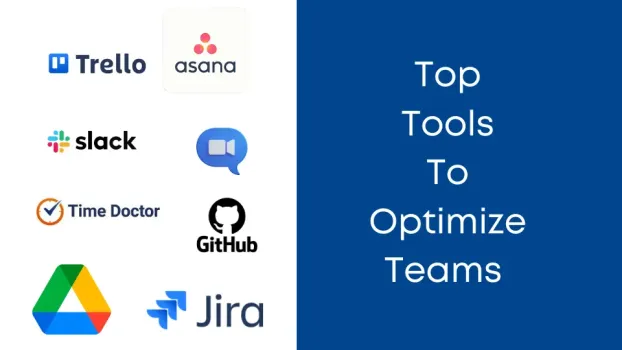 Trello
asana
slack
Time Doctor
GitHub
Jira
Top
Tools
To
Optimize
Teams